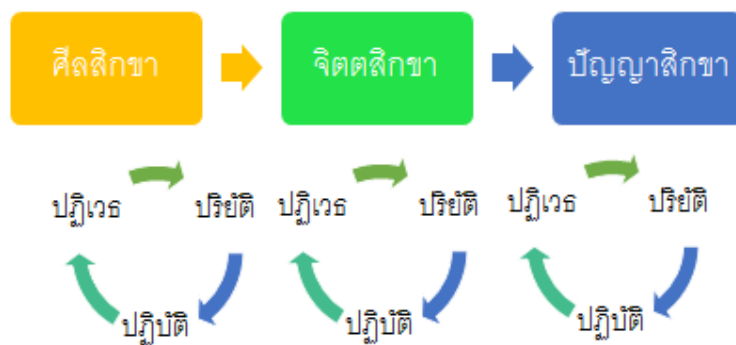 ศีลสิกขา จิตตสิกขา ปัญญาสิกขา
ปฏิเวธ ปริยัติ ปฏิเวธ ปริยัติ ปฏิเวธ ปริยัติ
ปฏิบัติ ปฏิบัติ ปฏิบัติ